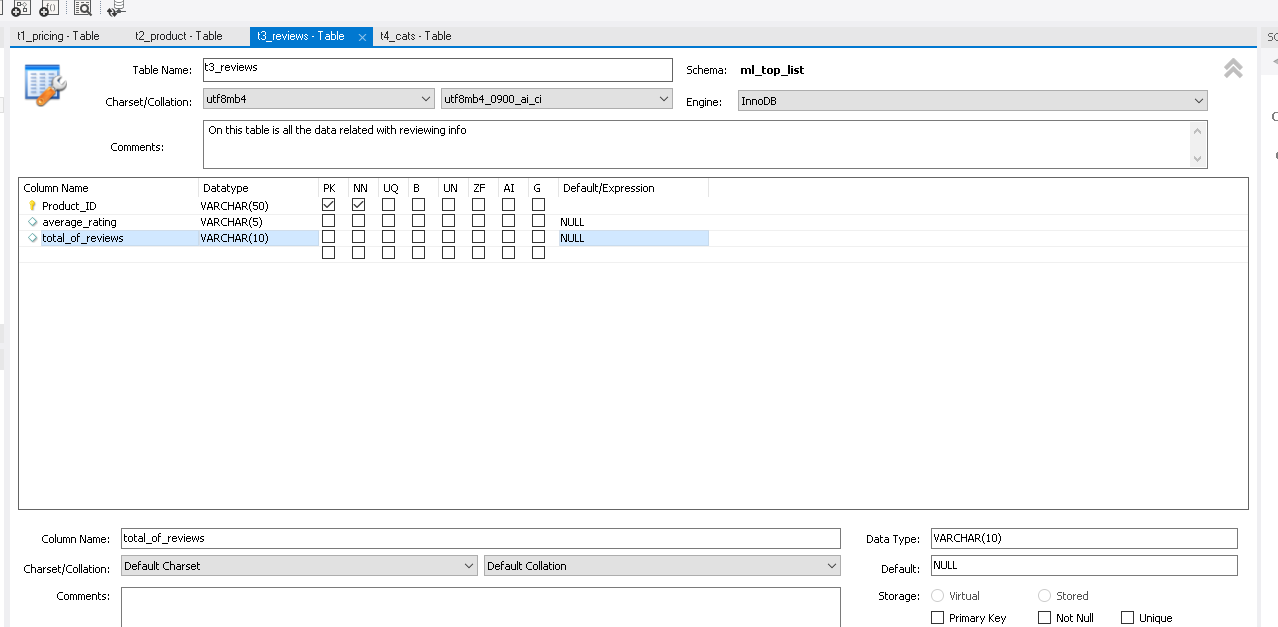 t1_pricing - Table t2_product - Table t3_reviews - Table t4_cats - Table
Table Name: t3_reviews Schema: ml_top_list
Charset/Collation: utf8mb4 utf8mb4_0900_ai_ci Engine: InnoDB
Comments: On this table is all the data related with reviewing info
Column Name Datatype PK NN UQ B UN ZF AI G Default/Expression
Product_ID VARCHAR(50)
average_rating VARCHAR(5) NULL
total_of_reviews VARCHAR(10) NULL
Column Name: total_of_reviews Data Type: VARCHAR(10)
Charset/Collation: Default Charset Default Collation Default: NULL
Comments: Storage: Virtual Stored
Primary Key Not Null Unique